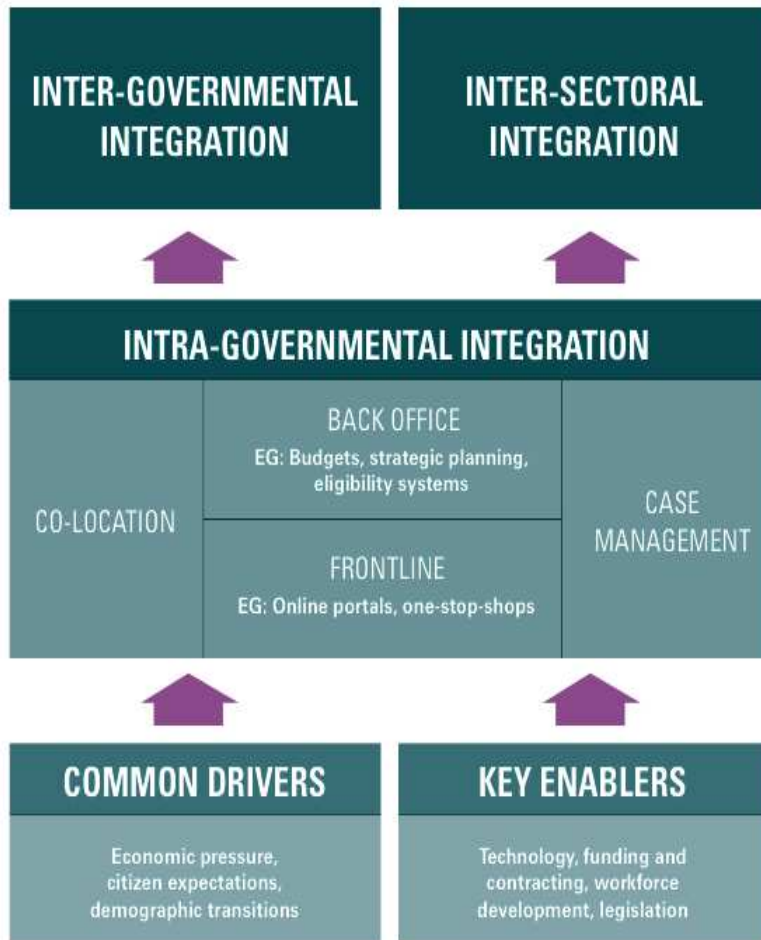 INTER-GOVERNMENTAL
INTEGRATION
INTER-SECTORAL
INTEGRATION
INTRA-GOVERNMENTAL INTEGRATION
CO-LOCATION
BACK OFFICE
EG: Budgets, strategic planning,
eligibility systems
FRONTLINE
EG: Online portals, one-stop-shops
CASE
MANAGEMENT
COMMON DRIVERS
Economic pressure,
citizen expectations,
demographic transitions
KEY ENABLERS
Technology, funding and
contracting, workforce
development, legislation